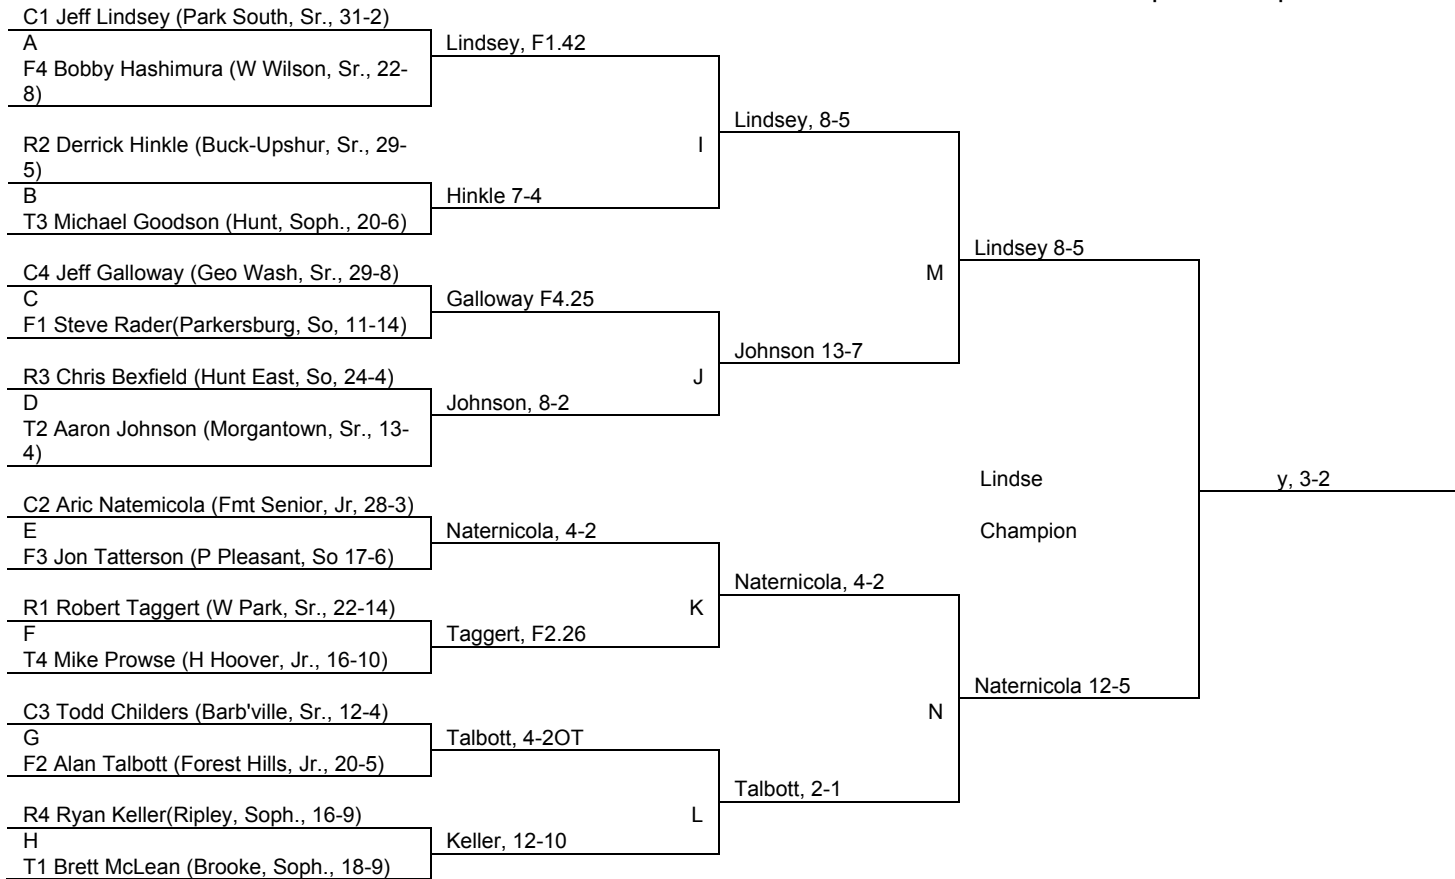 C1 Jeff Lindsey (Park South, Sr., 31-2)
A
F4 Bobby Hashimura (W Wilson, Sr., 22-
8)
Lindsey, F1.42
R2 Derrick Hinkle (Buck-Upshur, Sr., 29-
5)
B
T3 Michael Goodson (Hunt, Soph., 20-6)
Hinkle 7-4
I
Lindsey, 8-5
C4 Jeff Galloway (Geo Wash, Sr., 29-8)
C
F1 Steve Rader(Parkersburg, So, 11-14)
Galloway F4.25
R3 Chris Bexfield (Hunt East, So, 24-4)
D
T2 Aaron Johnson (Morgantown, Sr., 13-
4)
Johnson, 8-2
J
Johnson 13-7
M
Lindsey 8-5
C2 Aric Natemicola (Fmt Senior, Jr, 28-3)
E
F3 Jon Tatterson (P Pleasant, So 17-6)
Naternicola, 4-2
R1 Robert Taggert (W Park, Sr., 22-14)
F
T4 Mike Prowse (H Hoover, Jr., 16-10)
Taggert, F2.26
K
Naternicola, 4-2
C3 Todd Childers (Barb'ville, Sr., 12-4)
G
F2 Alan Talbott (Forest Hills, Jr., 20-5)
Talbott, 4-2OT
R4 Ryan Keller(Ripley, Soph., 16-9)
H
T1 Brett McLean (Brooke, Soph., 18-9)
Keller, 12-10
L
Talbott, 2-1
N
Naternicola 12-5
Lindse y, 3-2
Champion